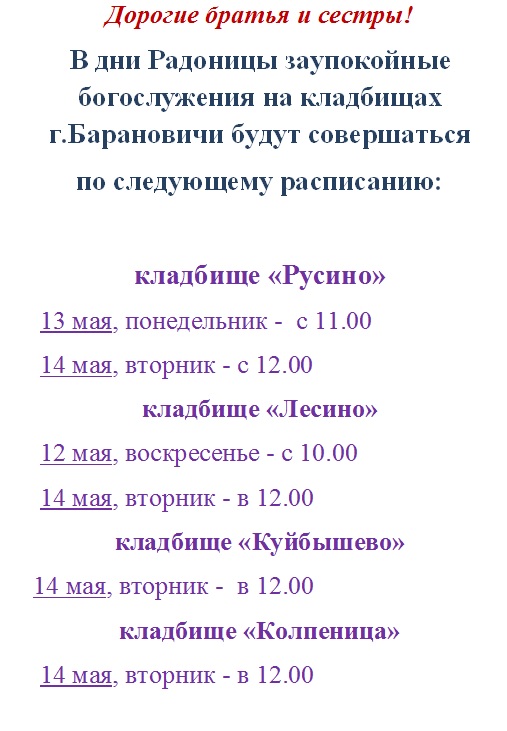 Дорогие братья и сестры!
В дни Радоницы заупокойные
богослужения на кладбищах
г.Барановичи будут совершаться
по следующему расписанию:
кладбище «Русино»
13 мая, понедельник - с 11.00
14 мая, вторник - с 12.00
кладбище «Лесино»
12 мая, воскресенье - с 10.00
14 мая, вторник - в 12.00
кладбище «Куйбышево»
14 мая, вторник - в 12.00
кладбище «Колпеница»
14 мая, вторник - в 12.00